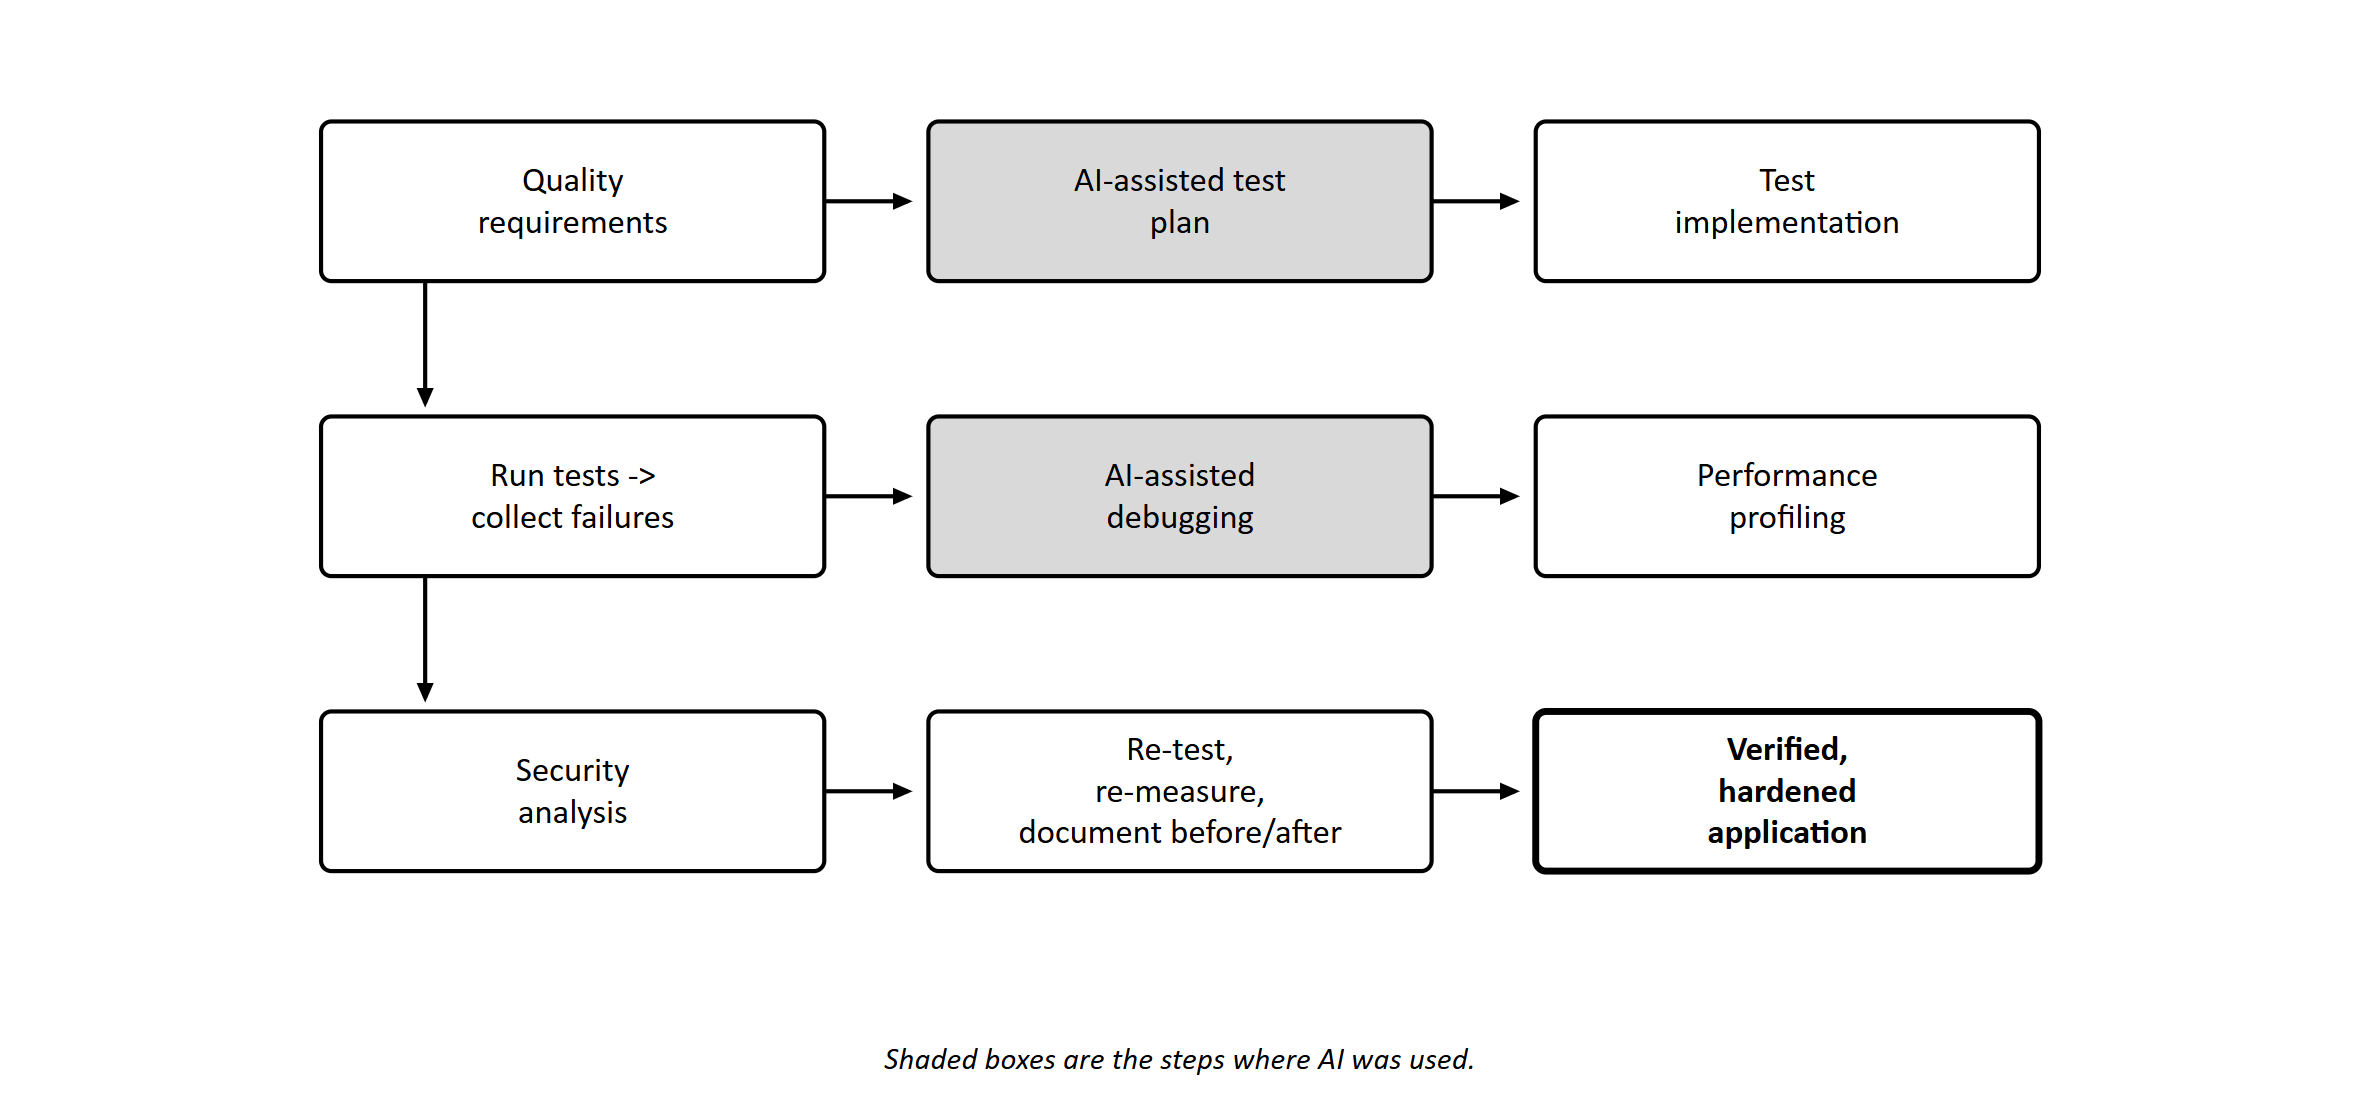 Quality
requirements
AI-assisted test
plan
Test
implementation
Run tests ->
collect failures
AI-assisted
debugging
Performance
profiling
Security
analysis
Re-test,
re-measure,
document before/after
Verified,
hardened
application
Shaded boxes are the steps where AI was used.